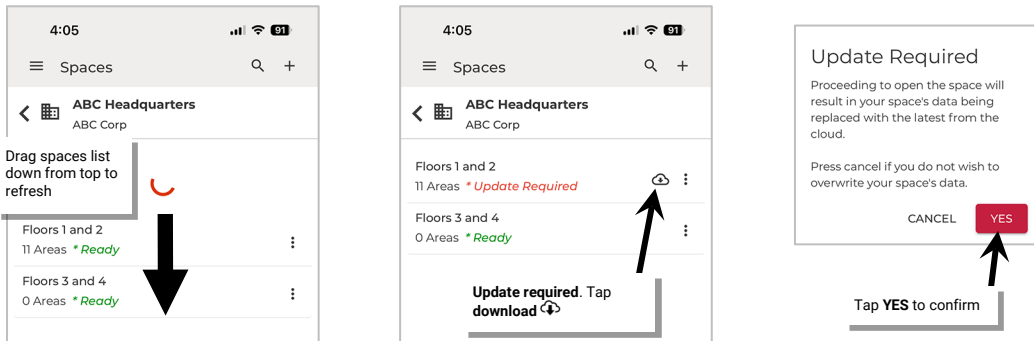 4:05
91
Spaces
ABC Headquarters
ABC Corp
Drag spaces list
down from top to
refresh
Floors 1 and 2
11 Areas * Ready
Floors 3 and 4
0 Areas * Ready
4:05
91
Spaces
ABC Headquarters
ABC Corp
Floors 1 and 2
11 Areas * Update Required
Floors 3 and 4
0 Areas * Ready
Update required. Tap
download
Update Required
Proceeding to open the space will
result in your space's data being
replaced with the latest from the
cloud.
Press cancel if you do not wish to
overwrite your space's data.
CANCEL YES
Tap YES to confirm